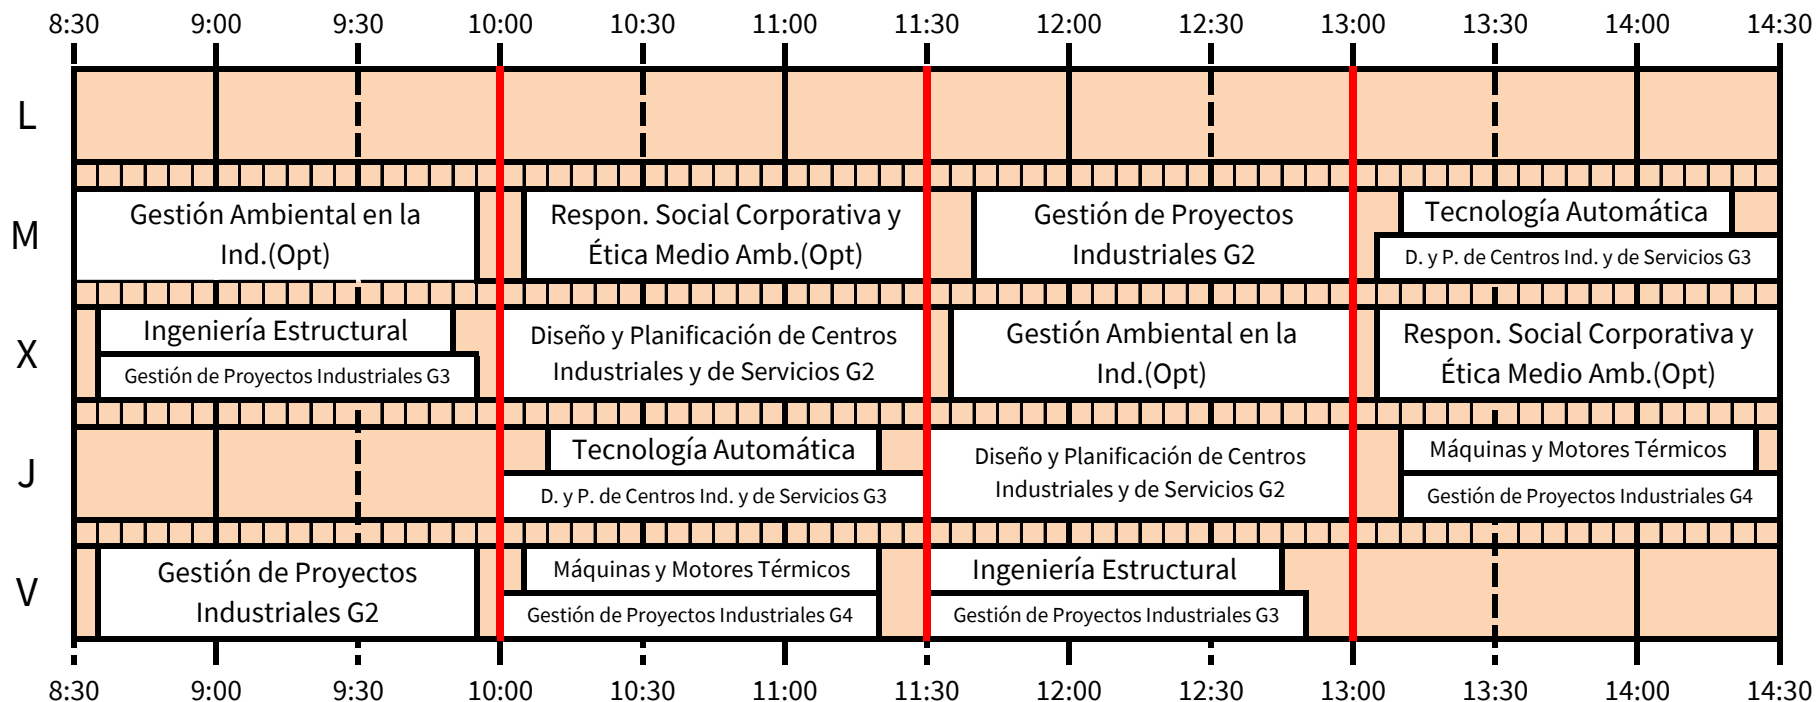 8:30 9:00 9:30 10:00 10:30 11:00 11:30 12:00 12:30 13:00 13:30 14:00 14:30
L
M
Gestión Ambiental en la
Ind.(Opt)
Respon. Social Corporativa y
Ética Medio Amb.(Opt)
Gestión de Proyectos
Industriales G2
Tecnología Automática
D. y P. de Centros Ind. y de Servicios G3
X
Ingeniería Estructural
Gestión de Proyectos Industriales G3
Diseño y Planificación de Centros
Industriales y de Servicios G2
Gestión Ambiental en la
Ind.(Opt)
Respon. Social Corporativa y
Ética Medio Amb.(Opt)
J
Tecnología Automática
D. y P. de Centros Ind. y de Servicios G3
Diseño y Planificación de Centros
Industriales y de Servicios G2
Máquinas y Motores Térmicos
Gestión de Proyectos Industriales G4
V
Gestión de Proyectos
Industriales G2
Máquinas y Motores Térmicos
Gestión de Proyectos Industriales G4
Ingeniería Estructural
Gestión de Proyectos Industriales G3
8:30 9:00 9:30 10:00 10:30 11:00 11:30 12:00 12:30 13:00 13:30 14:00 14:30